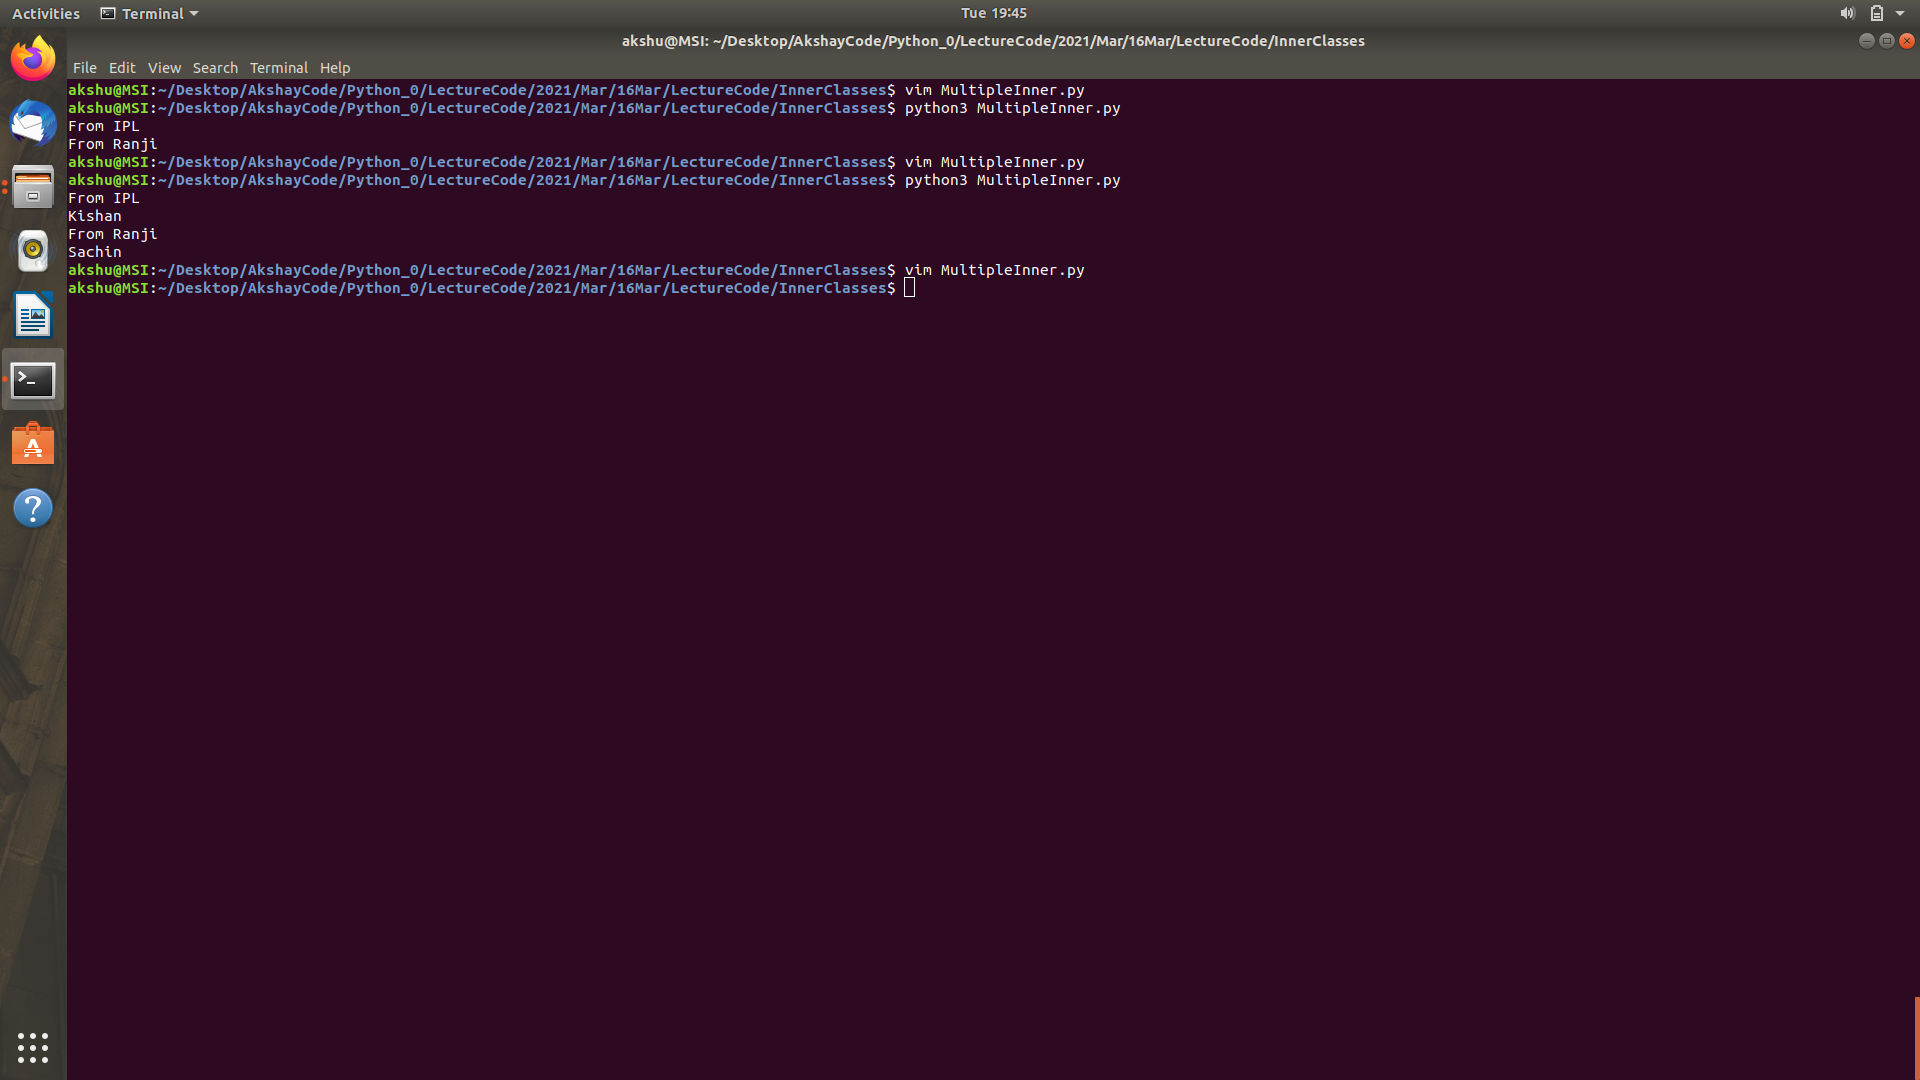 Activities Terminal Tue 19:45
akshu@MSI: ~/Desktop/AkshayCode/Python_0/LectureCode/2021/Mar/16Mar/LectureCode/InnerClasses
File Edit View Search Terminal Help
akshu@MSI:~/Desktop/AkshayCode/Python_0/LectureCode/2021/Mar/16Mar/LectureCode/InnerClasses$ vim MultipleInner.py
akshu@MSI:~/Desktop/AkshayCode/Python_0/LectureCode/2021/Mar/16Mar/LectureCode/InnerClasses$ python3 MultipleInner.py
From IPL
From Ranji
akshu@MSI:~/Desktop/AkshayCode/Python_0/LectureCode/2021/Mar/16Mar/LectureCode/InnerClasses$ vim MultipleInner.py
akshu@MSI:~/Desktop/AkshayCode/Python_0/LectureCode/2021/Mar/16Mar/LectureCode/InnerClasses$ python3 MultipleInner.py
From IPL
Kishan
From Ranji
Sachin
akshu@MSI:~/Desktop/AkshayCode/Python_0/LectureCode/2021/Mar/16Mar/LectureCode/InnerClasses$ vim MultipleInner.py
akshu@MSI:~/Desktop/AkshayCode/Python_0/LectureCode/2021/Mar/16Mar/LectureCode/InnerClasses$